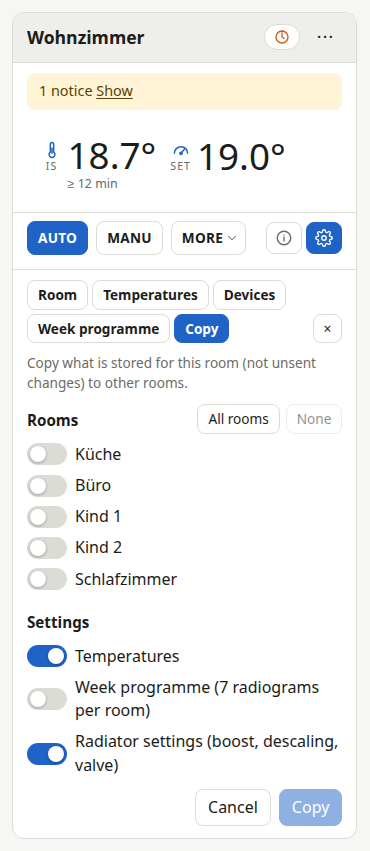 Wohnzimmer
1 notice Show
IS 18.7° SET 19.0°
≥ 12 min
AUTO MANU MORE
Room Temperatures Devices
Week programme Copy ×
Copy what is stored for this room (not unsent
changes) to other rooms.
Rooms All rooms None
Küche
Büro
Kind 1
Kind 2
Schlafzimmer
Settings
Temperatures
Week programme (7 radiograms
per room)
Radiator settings (boost, descaling,
valve)
Cancel Copy